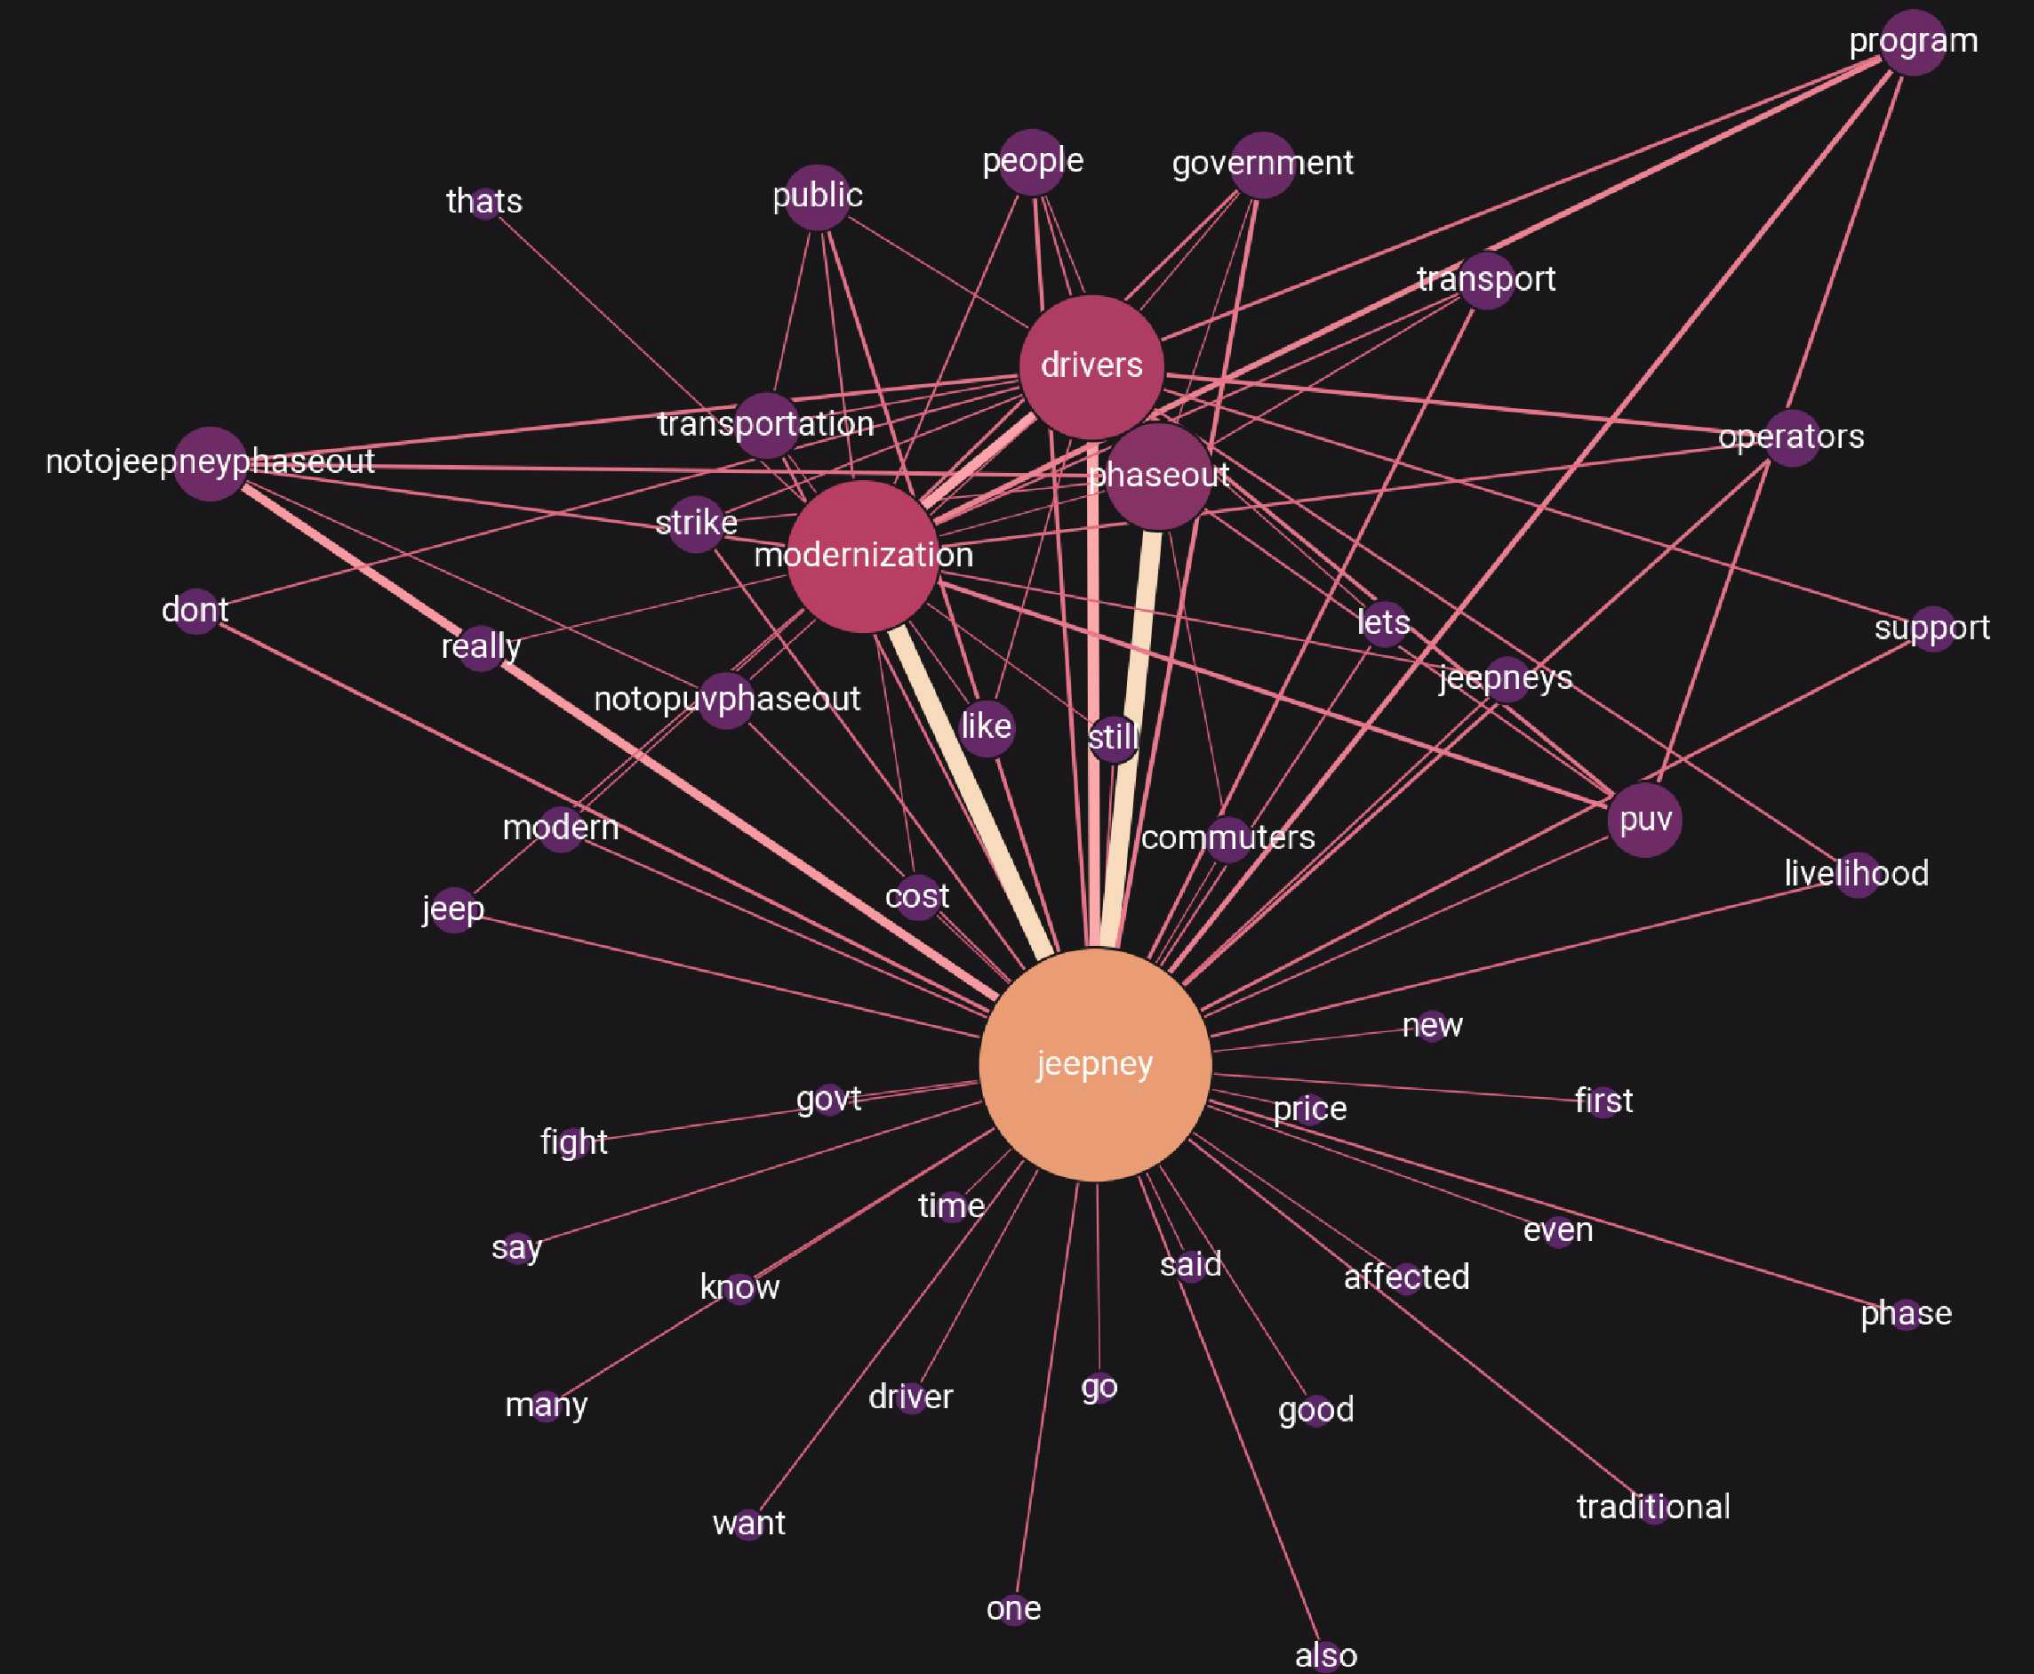 program
people
government
public
thats
transport
drivers
transportation
operators
notojeepneyphaseout
phaseout
strike
modernization
dont
lets
support
really
jeepneys
notopuvphaseout
like
still
puv
modern
commuters
livelihood
cost
jeep
new
jeepney
govt
first
price
fight
time
even
say
said
affected
know
phase
go
driver
many
good
traditional
want
one
also